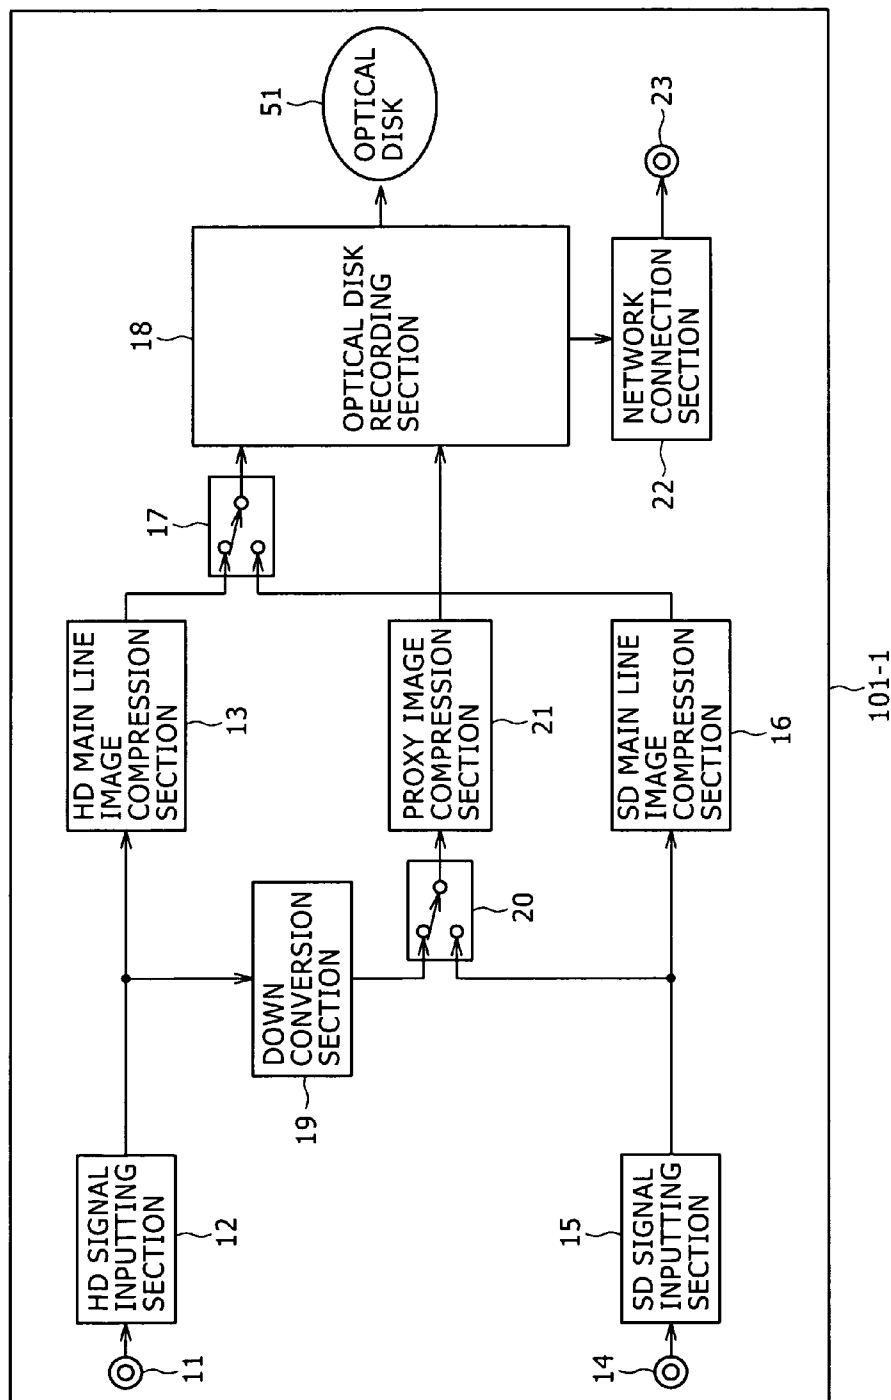 11
HD SIGNAL
INPUTTING
SECTION
12
HD MAIN LINE
IMAGE
COMPRESSION
SECTION
13
17
DOWN
CONVERSION
SECTION
19
20
PROXY IMAGE
COMPRESSION
SECTION
21
14
SD SIGNAL
INPUTTING
SECTION
15
SD MAIN LINE
IMAGE
COMPRESSION
SECTION
16
18
OPTICAL DISK
RECORDING
SECTION
51
OPTICAL
DISK
NETWORK
CONNECTION
SECTION
22
23
101-1